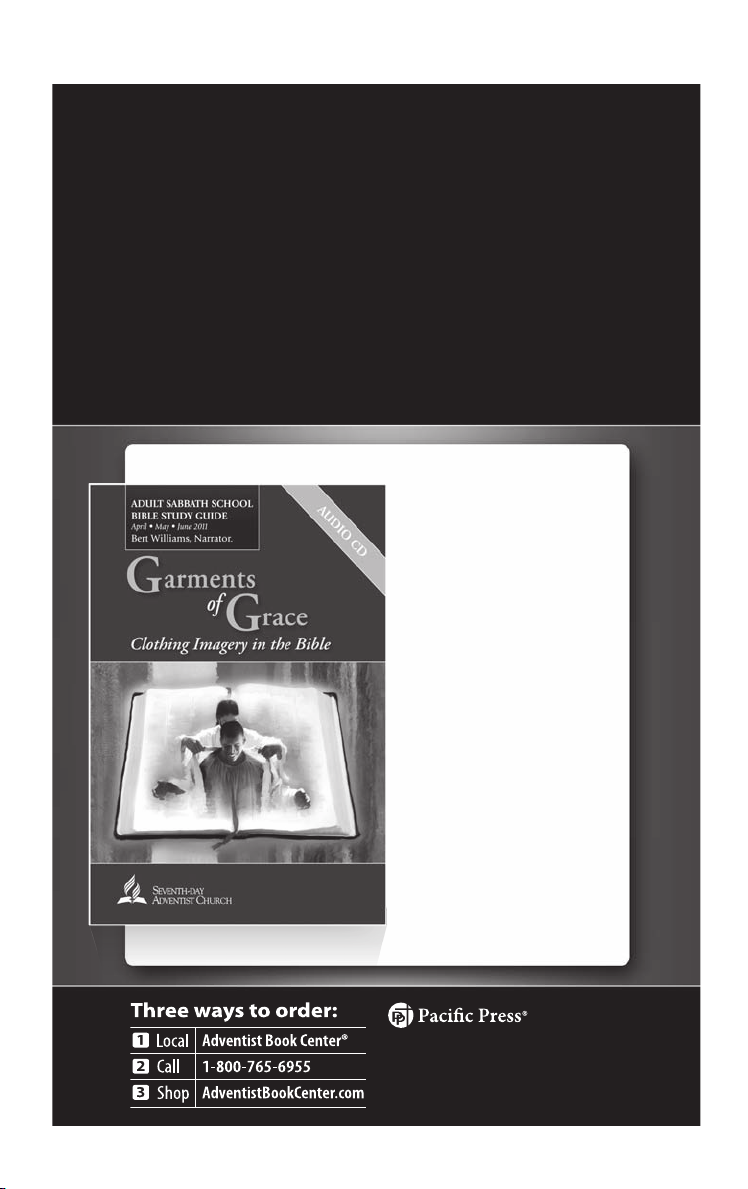 ADULT SABBATH SCHOOL
BIBLE STUDY GUIDE
April • May • June 2011
Bert Williams, Narrator.
AUDIO CD
Garments
of Grace
Clothing Imagery in the Bible
SEVENTH-DAY
ADVENTIST CHURCH
Three ways to order:
1 Local Adventist Book Center®
2 Call 1-800-765-6955
3 Shop AdventistBookCenter.com
Pacific Press®